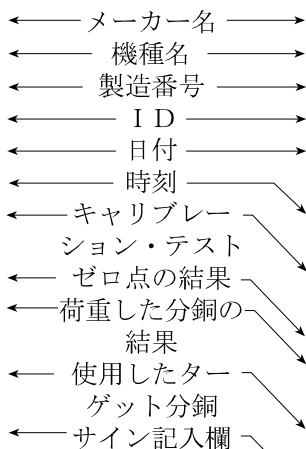 メーカー名
機種名
製造番号
ＩＤ
日付
時刻
キャリブレー
ション・テスト
ゼロ点の結果
荷重した分銅の
結果
使用したター
ゲット分銅
サイン記入欄